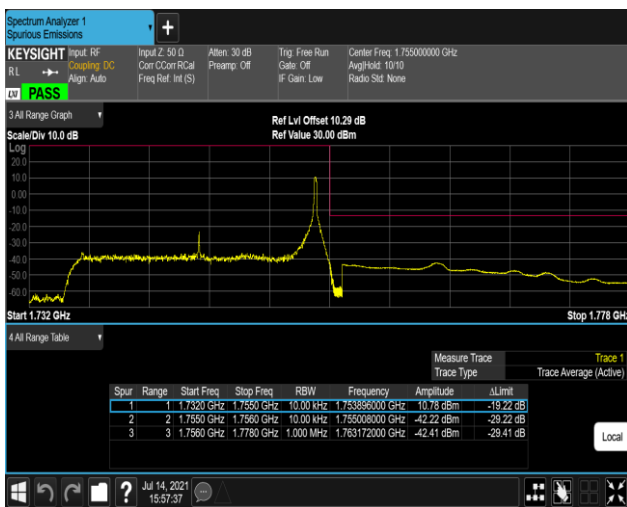 Spectrum Analyzer 1
Spurious Emissions
KEYSIGHT Input: RF Input Z: 50 Ω Atten: 30 dB Trig: Free Run Center Freq: 1.755000000 GHz
RL Coupling: DC Corr CCorr RCal Preamp: Off Gate: Off Avg|Hold: 10/10
Align: Auto Freq Ref: Int (S) IF Gain: Low Radio Std: None
LXI PASS
3 All Range Graph
Ref Lvl Offset 10.29 dB
Scale/Div 10.0 dB Ref Value 30.00 dBm
Log
20.0
10.0
0.00
-10.0
-20.0
-30.0
-40.0
-50.0
-60.0
Start 1.732 GHz Stop 1.778 GHz
4 All Range Table
Measure Trace Trace 1
Trace Type Trace Average (Active)
Spur Range Start Freq Stop Freq RBW Frequency Amplitude ΔLimit
1 1 1.7320 GHz 1.7550 GHz 10.00 kHz 1.753896000 GHz 10.78 dBm -19.22 dB
2 2 1.7550 GHz 1.7560 GHz 10.00 kHz 1.755008000 GHz -42.22 dBm -29.22 dB
3 3 1.7560 GHz 1.7780 GHz 1.000 MHz 1.763172000 GHz -42.41 dBm -29.41 dB
Local
Jul 14, 2021
15:57:37